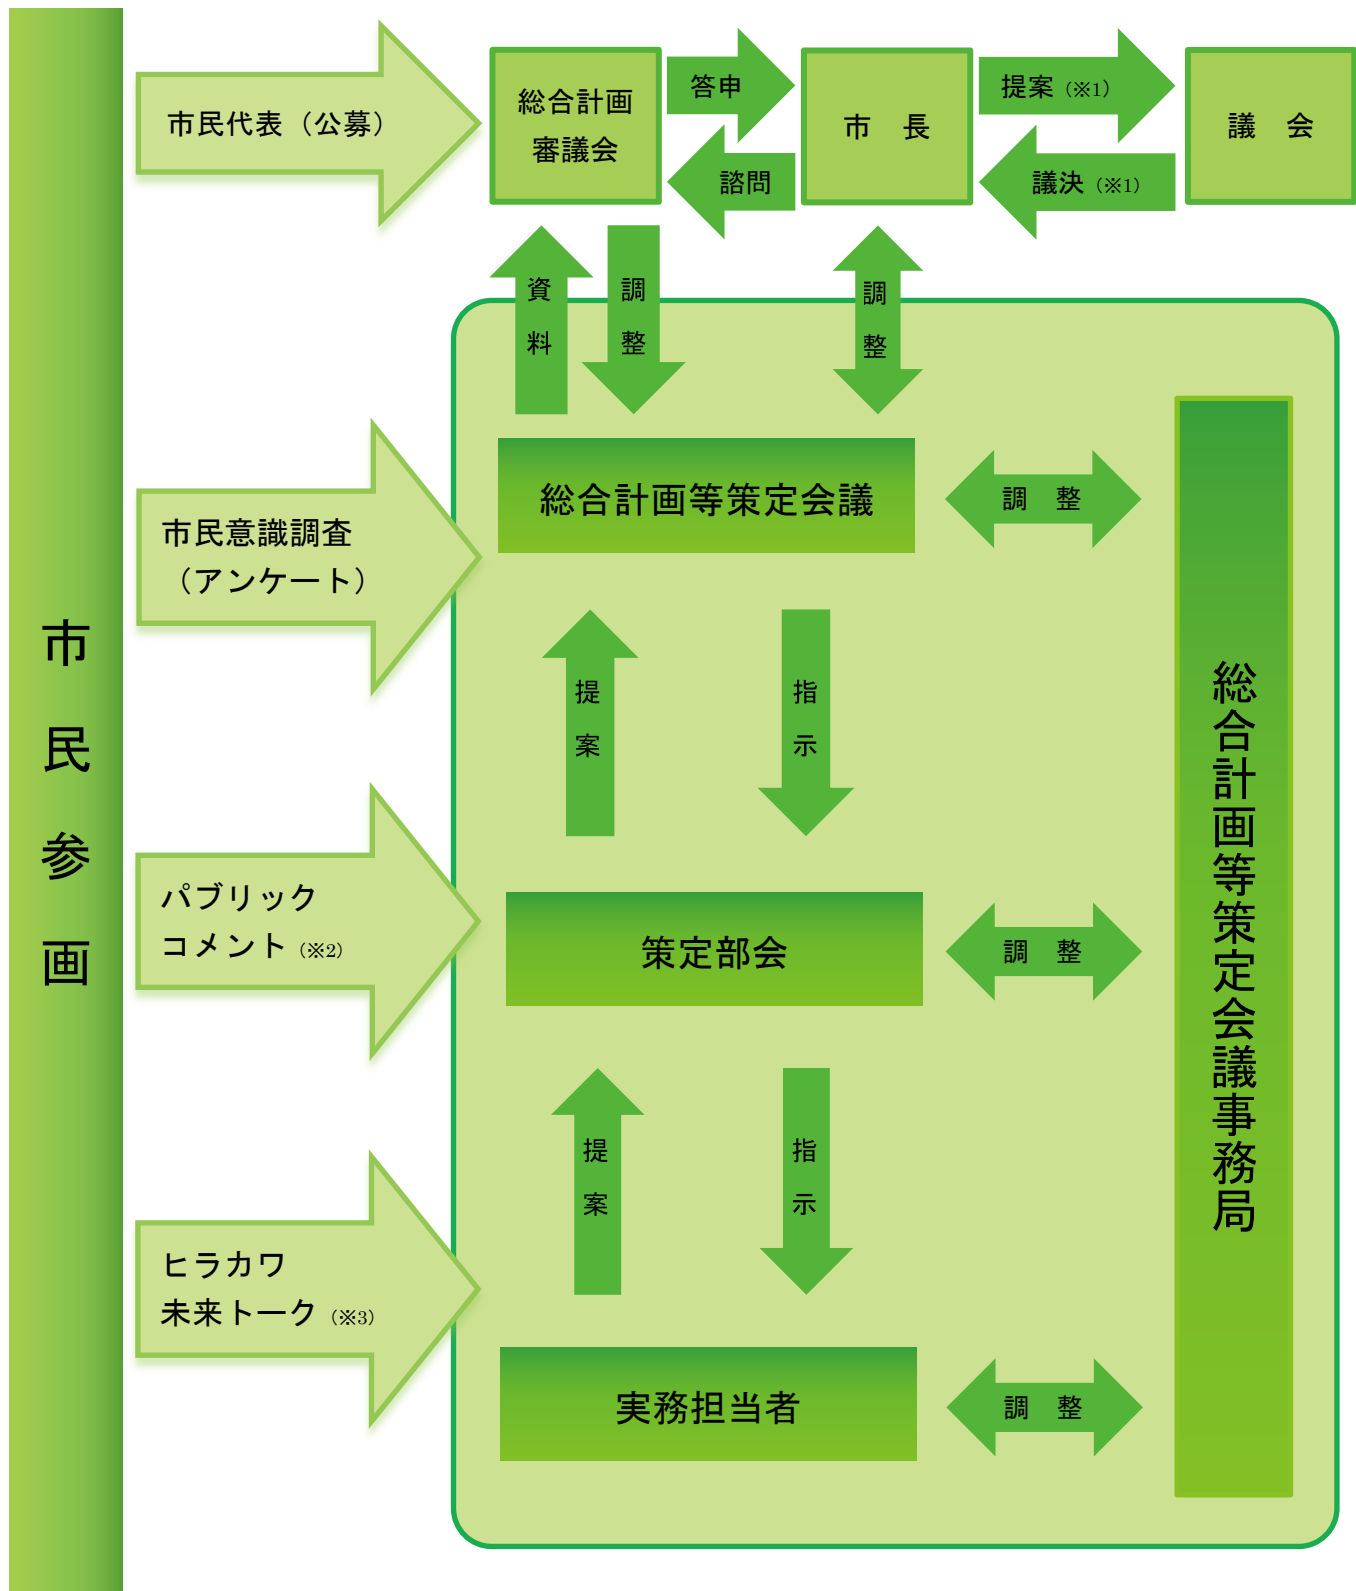 市民参画
市民代表（公募）
総合計画
審議会
答申
諮問
市　長
提案（※1）
議決（※1）
議　会
資料
調整
調整
市民意識調査
（アンケート）
総合計画等策定会議
調　整
提案
指示
パブリック
コメント（※2）
策定部会
調　整
提案
指示
ヒラカワ
未来トーク（※3）
実務担当者
調　整
総合計画等策定会議事務局